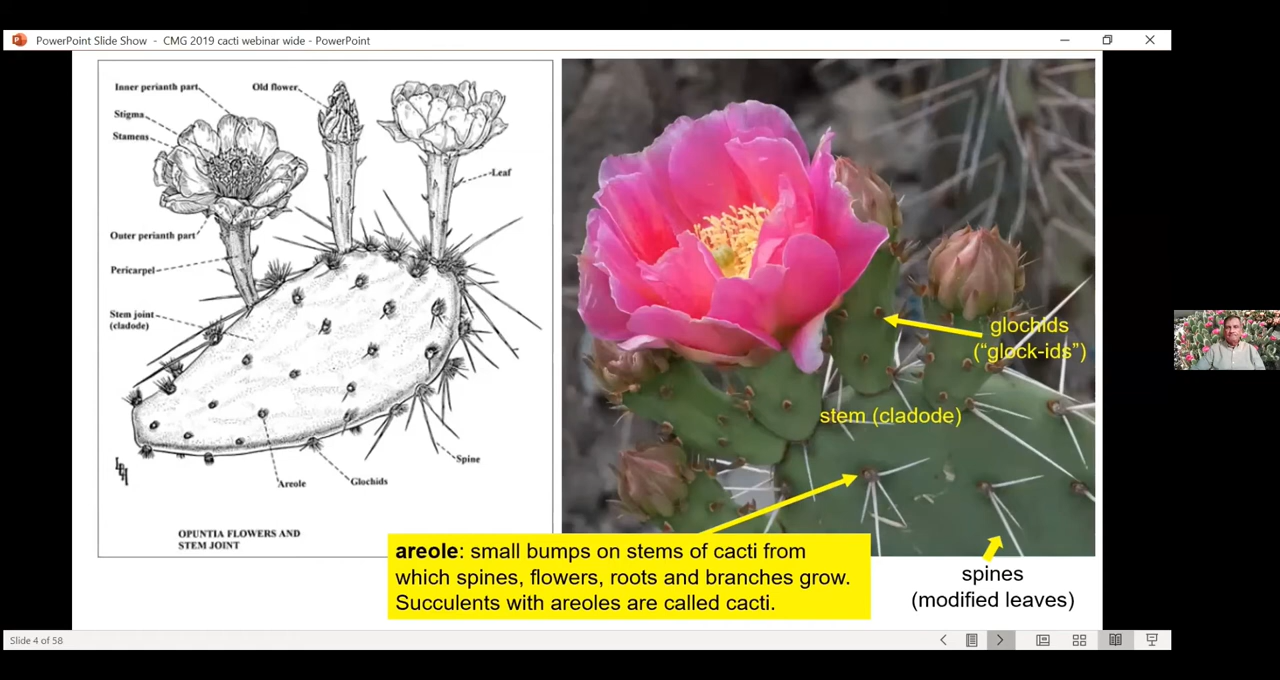 PowerPoint Slide Show - CMG 2019 cacti webinar wide - PowerPoint
Inner perianth part
Old flower
Stigma
Stamens
Leaf
Outer perianth part
Pericarpel
Stem joint
(cladode)
Spine
Areole
Glochids
OPUNTIA FLOWERS AND
STEM JOINT
glochids
("glock-ids")
stem (cladode)
areole: small bumps on stems of cacti from
which spines, flowers, roots and branches grow.
Succulents with areoles are called cacti.
spines
(modified leaves)
Slide 4 of 58